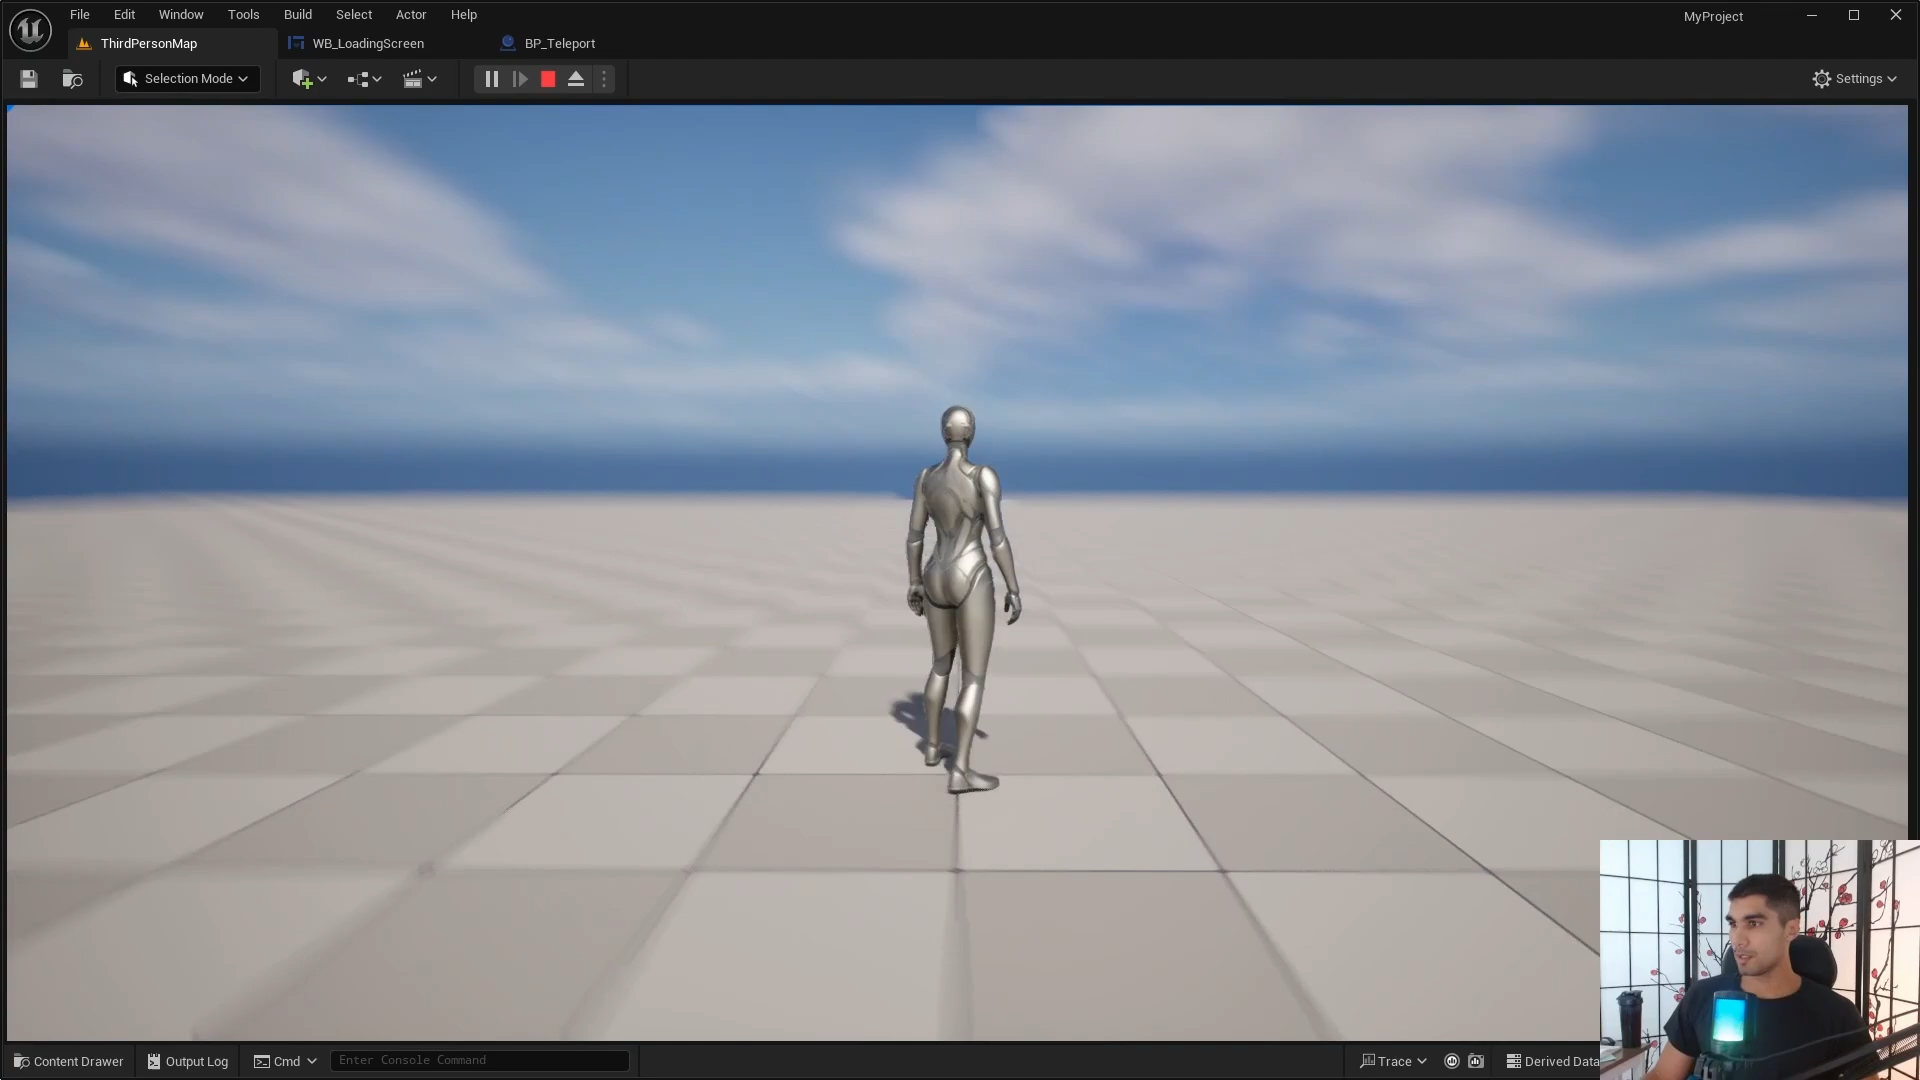 File Edit Window Tools Build Select Actor Help
MyProject
ThirdPersonMap
WB_LoadingScreen
BP_Teleport
Selection Mode
Settings
Content Drawer
Output Log
Cmd
Enter Console Command
Trace
Derived Data